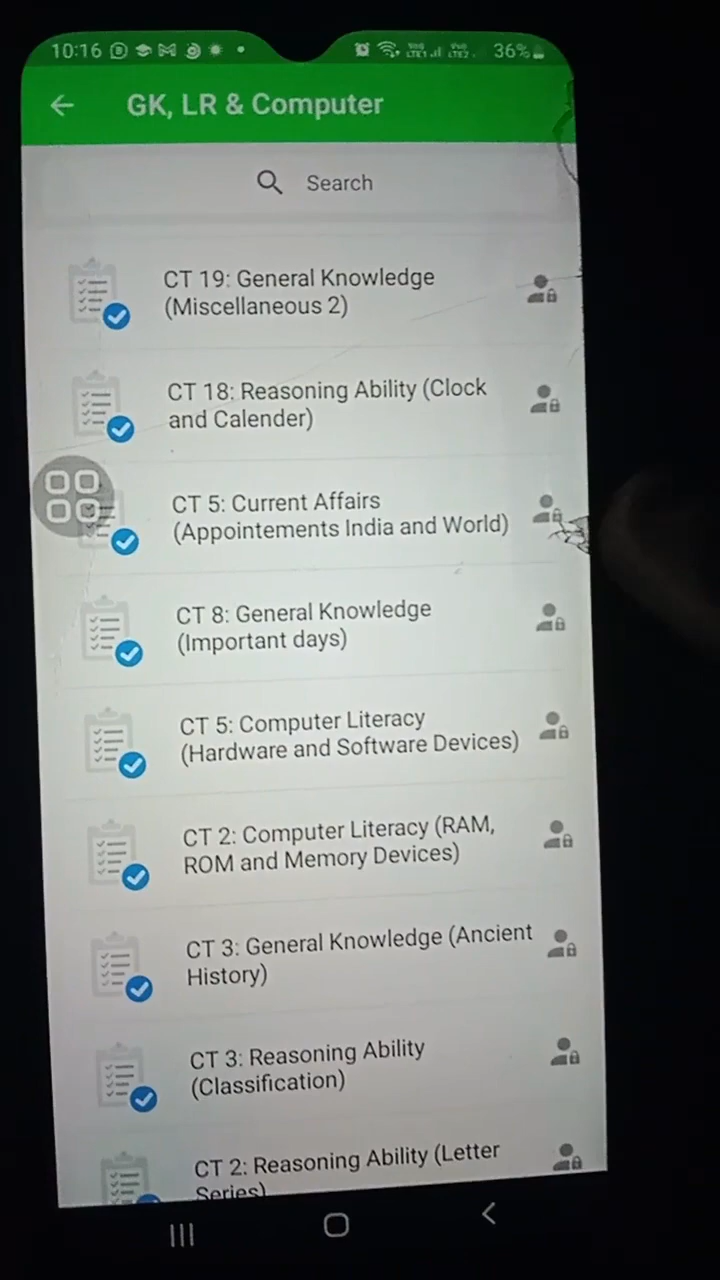 10:16
36%
GK, LR & Computer
Search
CT 19: General Knowledge
(Miscellaneous 2)
CT 18: Reasoning Ability (Clock
and Calender)
CT 5: Current Affairs
(Appointements India and World)
CT 8: General Knowledge
(Important days)
CT 5: Computer Literacy
(Hardware and Software Devices)
CT 2: Computer Literacy (RAM,
ROM and Memory Devices)
CT 3: General Knowledge (Ancient
History)
CT 3: Reasoning Ability
(Classification)
CT 2: Reasoning Ability (Letter
Series)